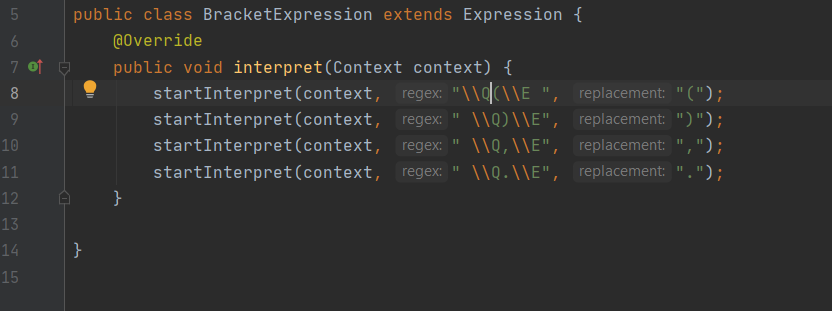 5 public class BracketExpression extends Expression {
6 @Override
7 public void interpret(Context context) {
8 startInterpret(context, regex: "\\Q(\\E ", replacement: "(");
9 startInterpret(context, regex: " \\Q)\\E", replacement: ")");
10 startInterpret(context, regex: " \\Q,\\E", replacement: ",");
11 startInterpret(context, regex: " \\Q.\\E", replacement: ".");
12 }
13
14 }
15